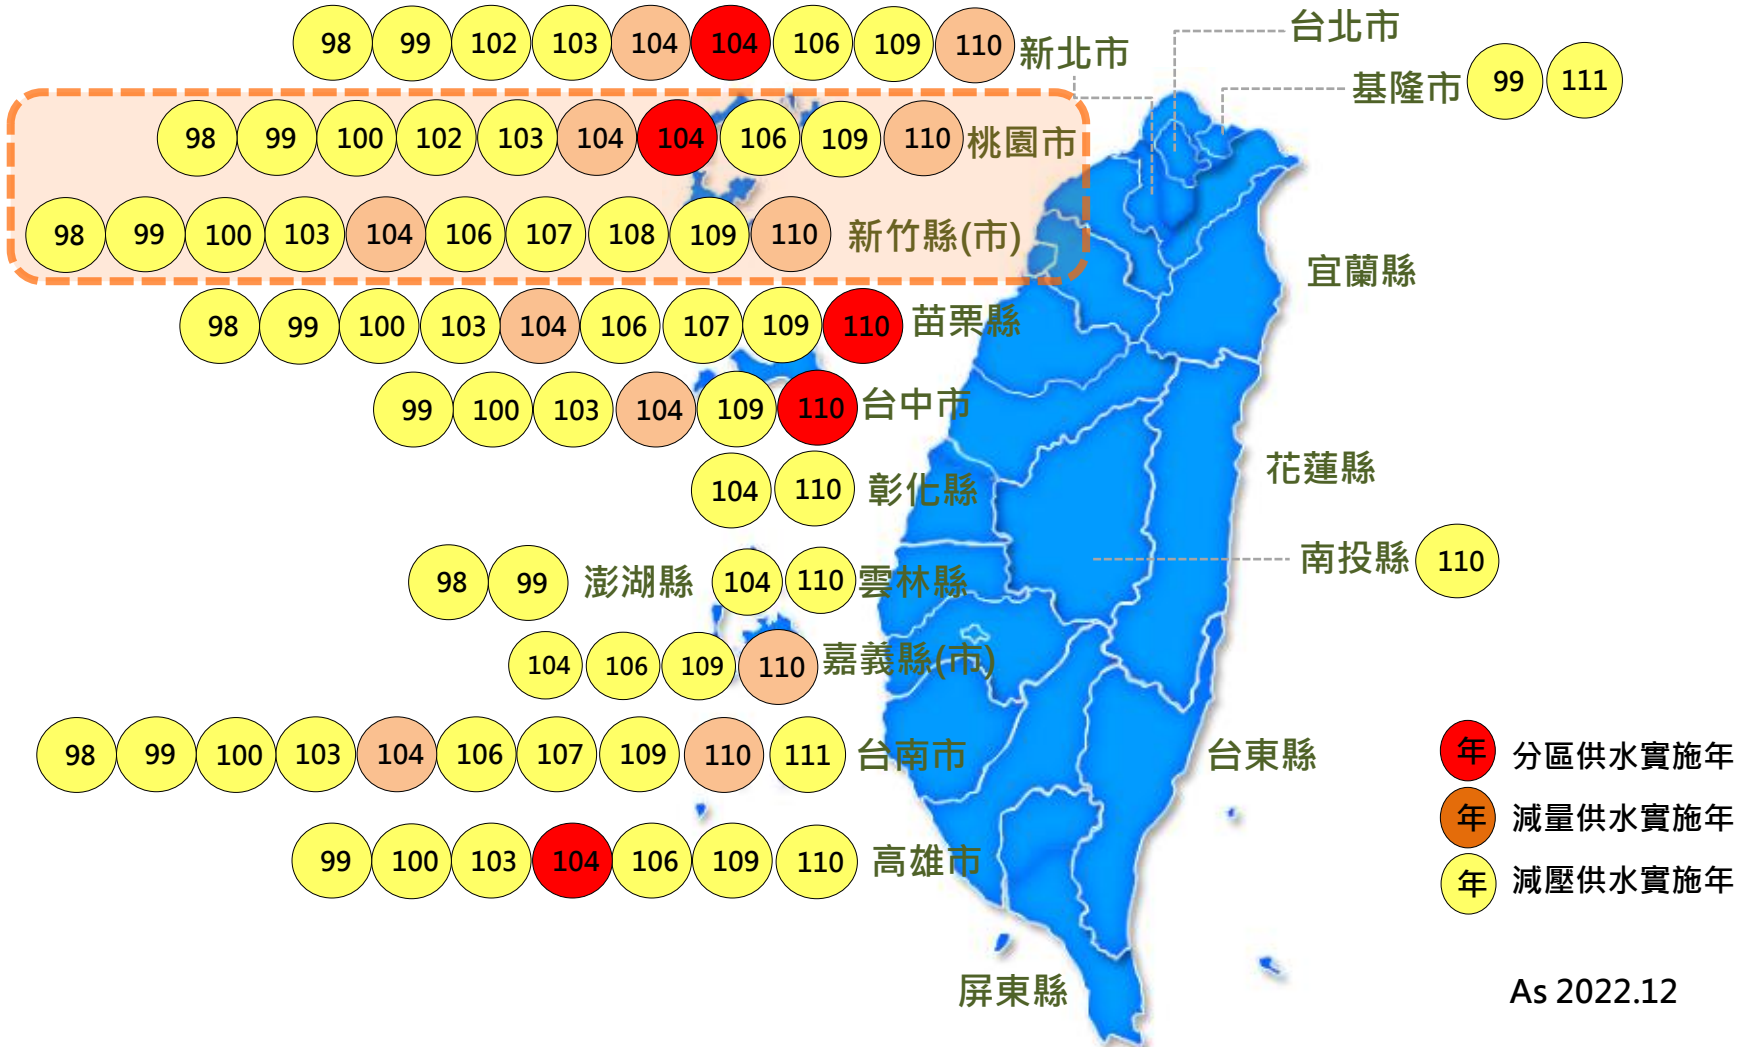 98 99 102 103 104 104 106 109 110 新北市
台北市
基隆市 99 111
98 99 100 102 103 104 104 106 109 110 桃園市
98 99 100 103 104 106 107 108 109 110 新竹縣(市)
宜蘭縣
98 99 100 103 104 106 107 109 110 苗栗縣
99 100 103 104 109 110 台中市
花蓮縣
104 110 彰化縣
南投縣 110
98 99 澎湖縣 104 110 雲林縣
104 106 109 110 嘉義縣(市)
98 99 100 103 104 106 107 109 110 111 台南市
台東縣
99 100 103 104 106 109 110 高雄市
屏東縣
年 分區供水實施年
年 減量供水實施年
年 減壓供水實施年
As 2022.12